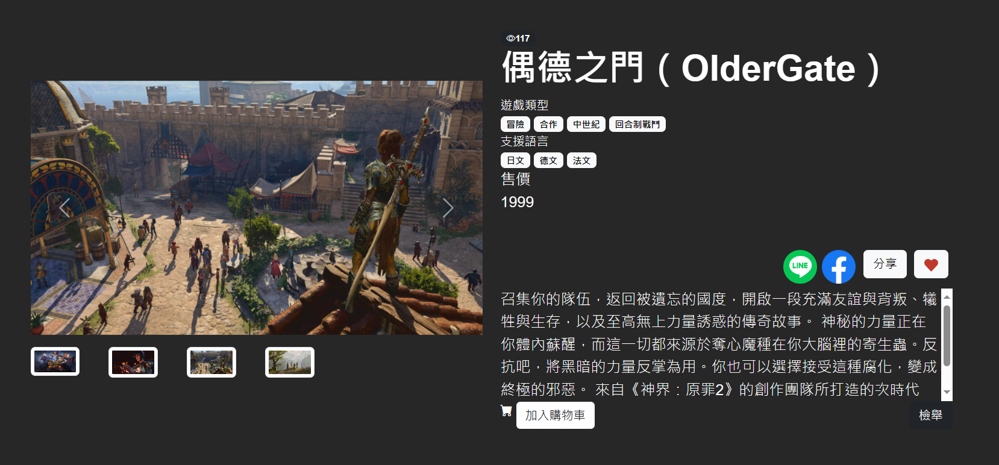 117
偶德之門（OlderGate）
遊戲類型
冒險 合作 中世紀 回合制戰鬥
支援語言
日文 德文 法文
售價
1999
LINE 分享
召集你的隊伍，返回被遺忘的國度，開啟一段充滿友誼與背叛、犧
牲與生存，以及至高無上力量誘惑的傳奇故事。 神秘的力量正在
你體內蘇醒，而這一切都來源於奪心魔種在你大腦裡的寄生蟲。反
抗吧，將黑暗的力量反掌為用。你也可以選擇接受這種腐化，變成
終極的邪惡。 來自《神界：原罪2》的創作團隊所打造的次時代
加入購物車 檢舉